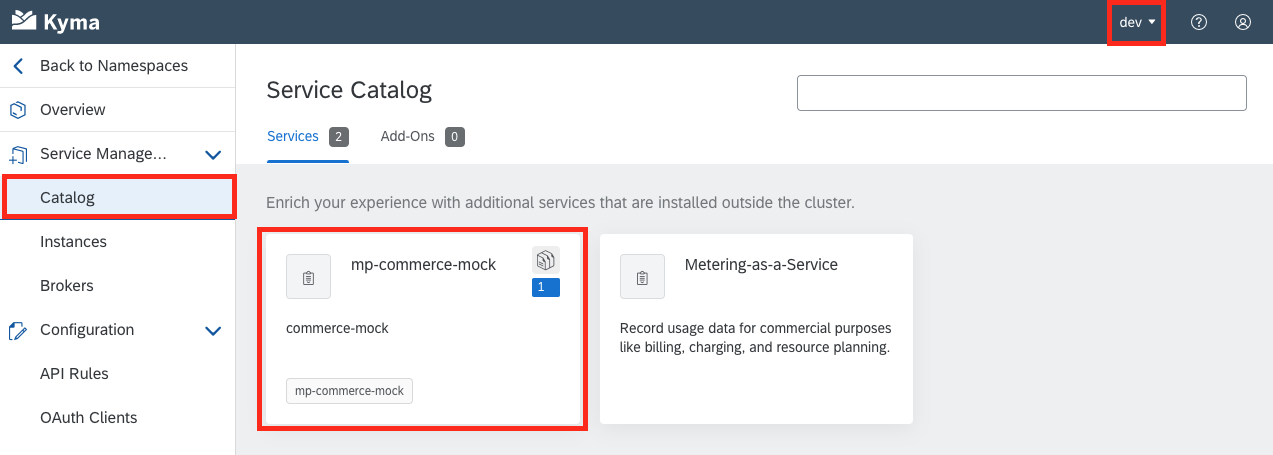 Kyma
dev
Back to Namespaces
Overview
Service Manage...
Catalog
Instances
Brokers
Configuration
API Rules
OAuth Clients
Service Catalog
Services 2 Add-Ons 0
Enrich your experience with additional services that are installed outside the cluster.
mp-commerce-mock
1
commerce-mock
mp-commerce-mock
Metering-as-a-Service
Record usage data for commercial purposes
like billing, charging, and resource planning.